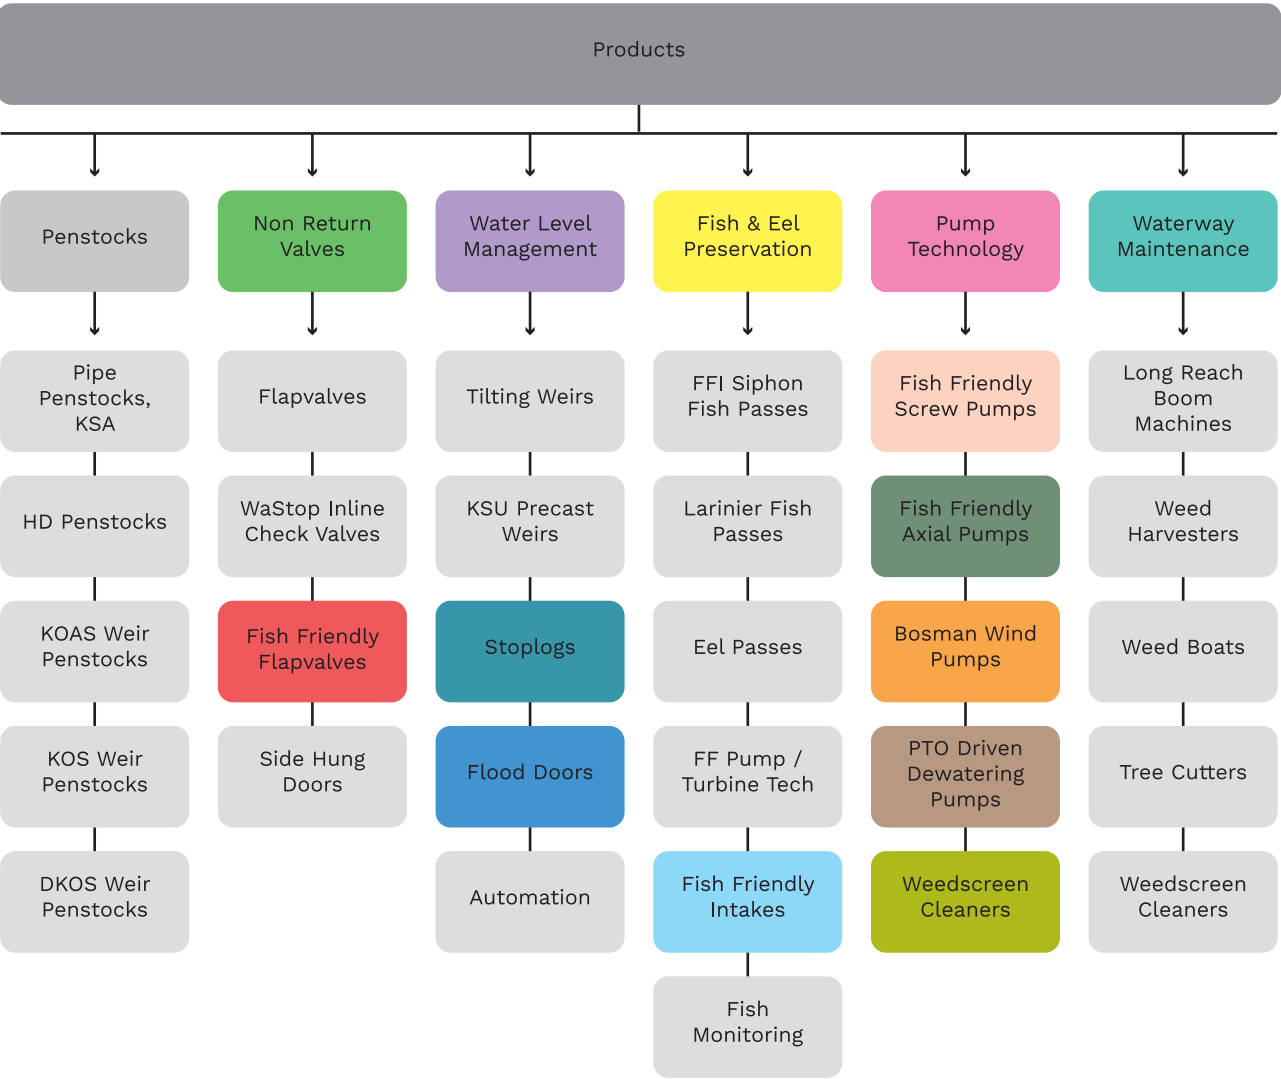 Products
Penstocks
Non Return
Valves
Water Level
Management
Fish & Eel
Preservation
Pump
Technology
Waterway
Maintenance
Pipe
Penstocks,
KSA
HD Penstocks
KOAS Weir
Penstocks
KOS Weir
Penstocks
DKOS Weir
Penstocks
Flapvalves
WaStop Inline
Check Valves
Fish Friendly
Flapvalves
Side Hung
Doors
Tilting Weirs
KSU Precast
Weirs
Stoplogs
Flood Doors
Automation
FFI Siphon
Fish Passes
Larinier Fish
Passes
Eel Passes
FF Pump /
Turbine Tech
Fish Friendly
Intakes
Fish
Monitoring
Fish Friendly
Screw Pumps
Fish Friendly
Axial Pumps
Bosman Wind
Pumps
PTO Driven
Dewatering
Pumps
Weedscreen
Cleaners
Long Reach
Boom
Machines
Weed
Harvesters
Weed Boats
Tree Cutters
Weedscreen
Cleaners